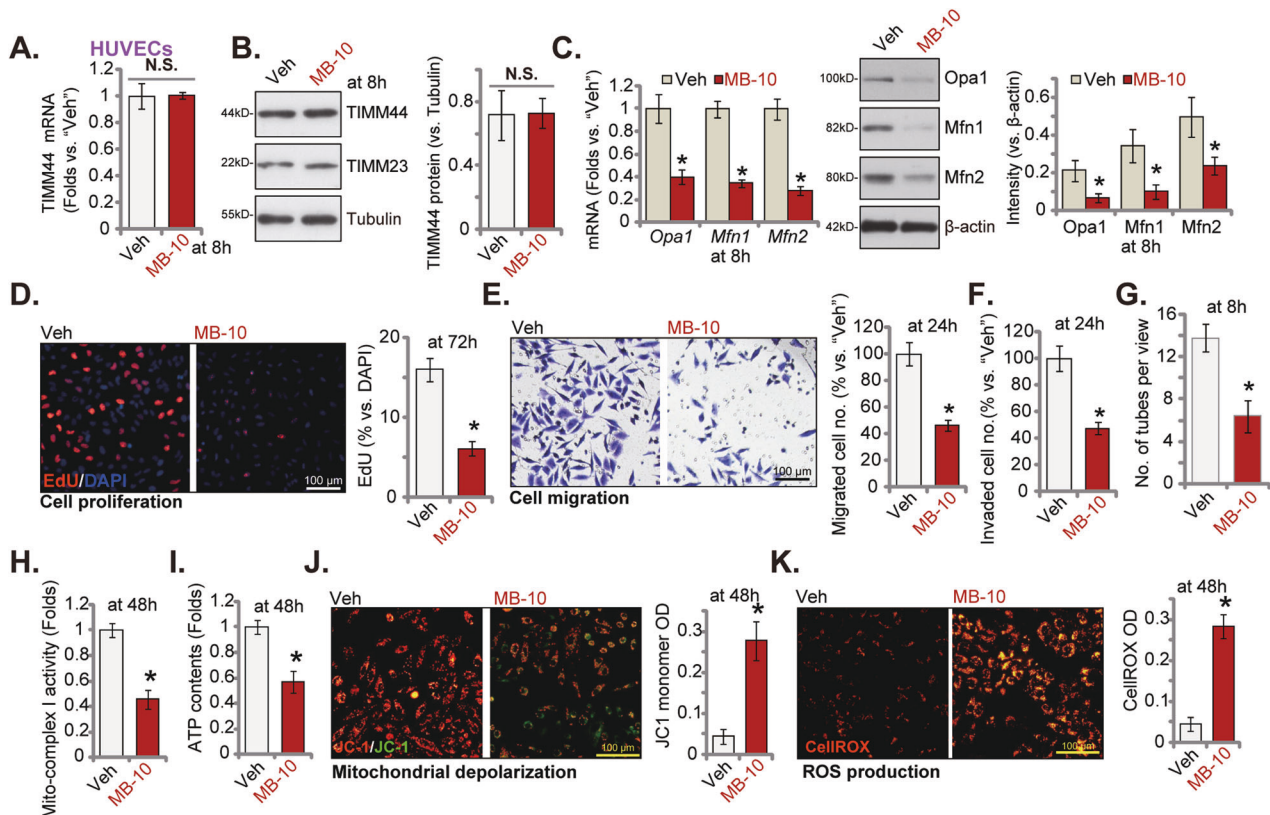 A.
HUVECs
N.S.
TIMM44 mRNA
(Folds vs. “Veh”)
1.2
1
0.8
0.6
0.4
0.2
0
Veh
MB-10
at 8h
B.
Veh
MB-10
at 8h
44kD-
TIMM44
22kD-
TIMM23
55kD-
Tubulin
N.S.
TIMM44 protein (vs. Tubulin)
0.8
0.4
0
Veh
MB-10
C.
Veh
MB-10
mRNA (Folds vs. “Veh”)
1.2
1
0.8
0.6
0.4
0.2
0
*
*
*
Opa1
Mfn1
Mfn2
at 8h
Veh
MB-10
100kD-
Opa1
82kD-
Mfn1
80kD-
Mfn2
42kD-
β-actin
Veh
MB-10
Intensity (vs. β-actin)
0.6
0.4
0.2
0
*
*
*
Opa1
Mfn1
Mfn2
at 8h
D.
Veh
MB-10
EdU/DAPI
100 μm
Cell proliferation
at 72h
EdU (% vs. DAPI)
20
16
12
8
4
0
*
Veh
MB-10
E.
Veh
MB-10
100 μm
Cell migration
at 24h
Migrated cell no. (% vs. “Veh”)
120
100
80
60
40
20
0
*
Veh
MB-10
F.
at 24h
Invaded cell no. (% vs. “Veh”)
120
100
80
60
40
20
0
*
Veh
MB-10
G.
at 8h
No. of tubes per view
16
12
8
4
0
*
Veh
MB-10
H.
at 48h
Mito-complex I activity (Folds)
1.2
1
0.8
0.6
0.4
0.2
0
*
Veh
MB-10
I.
at 48h
ATP contents (Folds)
1.2
1
0.8
0.6
0.4
0.2
0
*
Veh
MB-10
J.
Veh
MB-10
JC-1/JC-1
100 μm
Mitochondrial depolarization
at 48h
JC1 monomer OD
0.3
0.2
0.1
0
*
Veh
MB-10
K.
Veh
MB-10
CellROX
100 μm
ROS production
at 48h
CellROX OD
0.3
0.2
0.1
0
*
Veh
MB-10